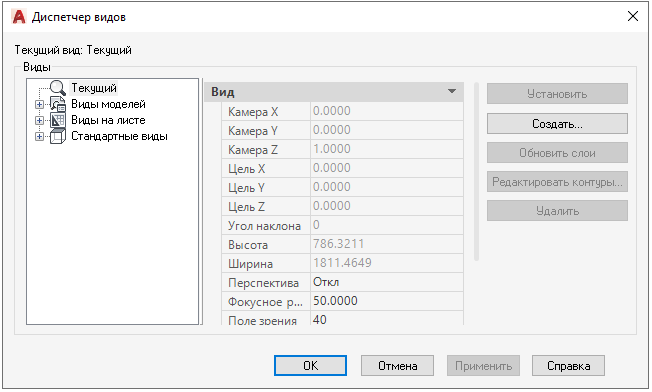 Диспетчер видов
Текущий вид: Текущий
Виды
Текущий
Виды моделей
Виды на листе
Стандартные виды
Вид
Камера X 0.0000
Камера Y 0.0000
Камера Z 1.0000
Цель X 0.0000
Цель Y 0.0000
Цель Z 0.0000
Угол наклона 0
Высота 786.3211
Ширина 1811.4649
Перспектива Откл
Фокусное р... 50.0000
Поле зрения 40
Установить
Создать...
Обновить слои
Редактировать контуры...
Удалить
OK Отмена Применить Справка